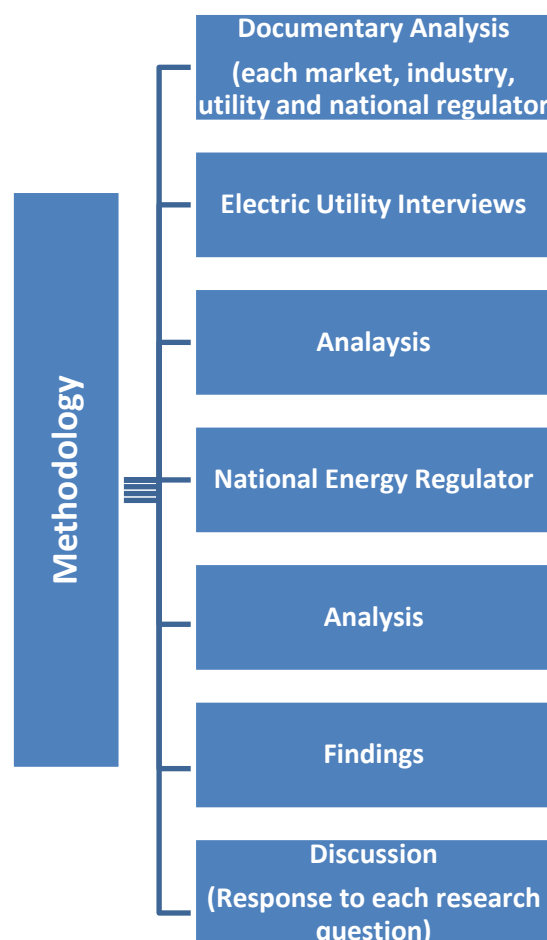 Methodology
Documentary Analysis
(each market, industry,
utility and national regulator
Electric Utility Interviews
Analaysis
National Energy Regulator
Analysis
Findings
Discussion
(Response to each research
question)